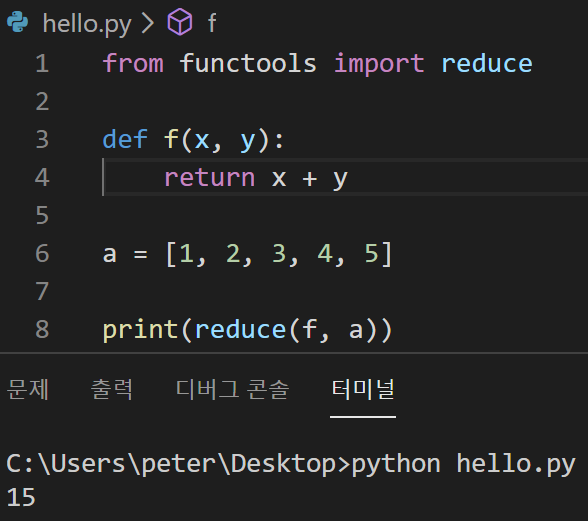 hello.py > f
1 from functools import reduce
2
3 def f(x, y):
4     return x + y
5
6 a = [1, 2, 3, 4, 5]
7
8 print(reduce(f, a))
문제 출력 디버그 콘솔 터미널
C:\Users\peter\Desktop>python hello.py
15